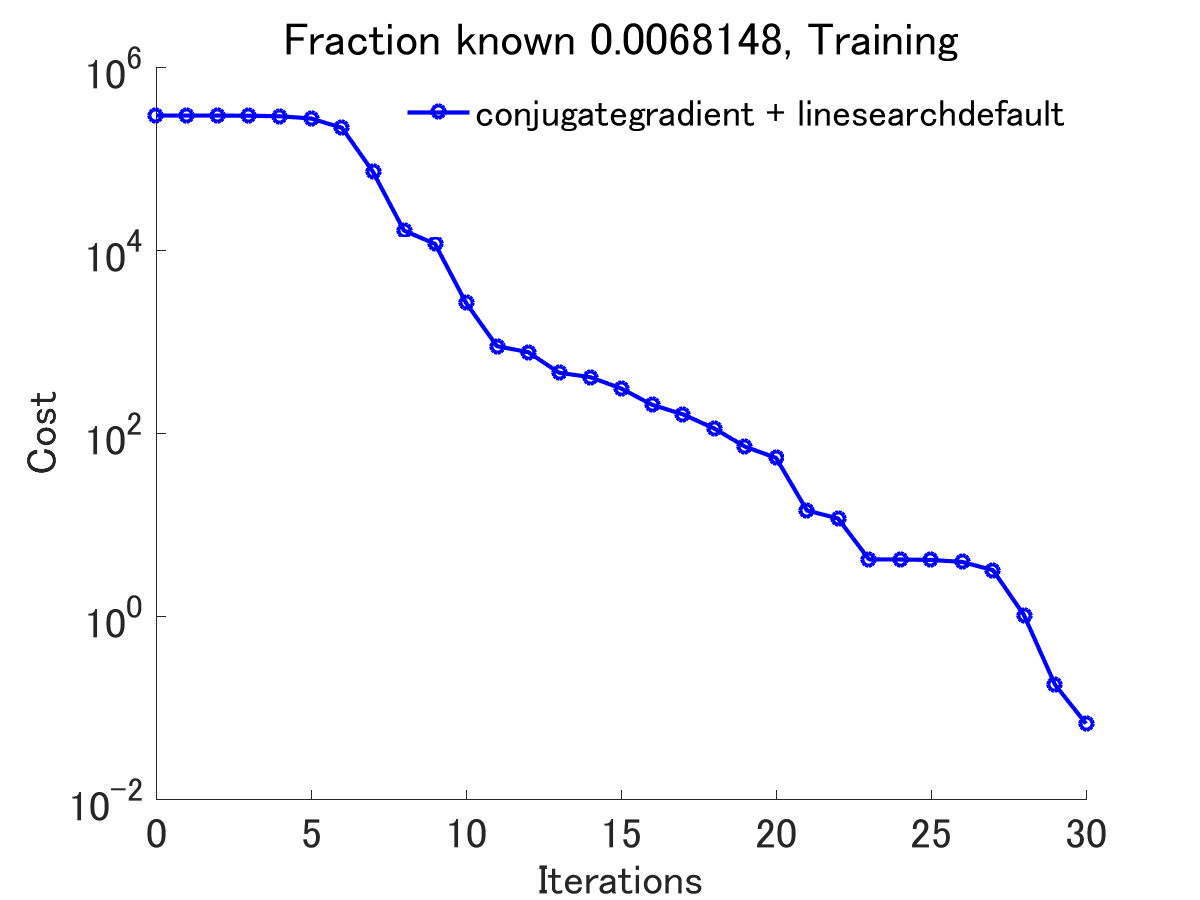 Fraction known 0.0068148, Training
conjugategradient + linesearchdefault
10^6
10^4
10^2
10^0
10^-2
Cost
0 5 10 15 20 25 30
Iterations